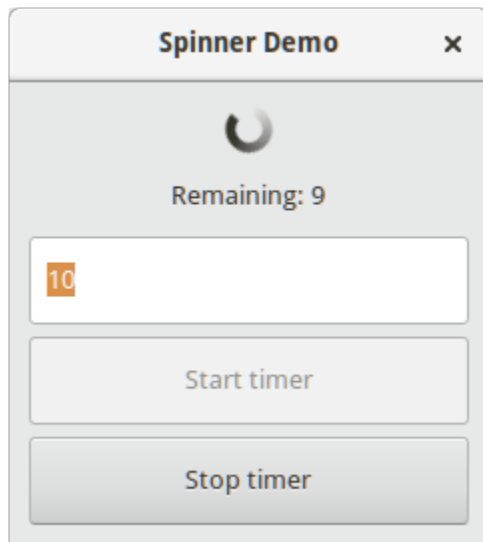 Spinner Demo
Remaining: 9
10
Start timer
Stop timer